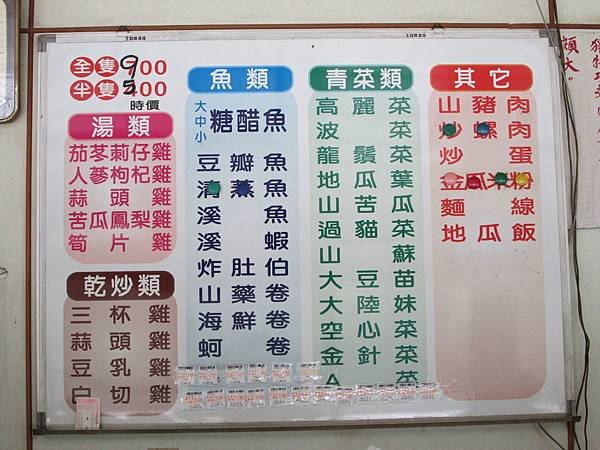 全隻900
半隻500
時價
湯類
茄苳莿仔雞
人蔘枸杞雞
蒜頭雞
苦瓜鳳梨雞
筍片雞
乾炒類
三杯雞
蒜頭雞
豆乳雞
白切雞
魚類
大中小糖醋魚
豆瓣魚
清蒸魚
溪魚
溪蝦
炸肚伯
山藥卷
海鮮卷
蚵卷
青菜類
高麗菜
波菜
龍鬚菜
地瓜葉
山苦瓜
過貓菜
山蘇
大豆苗
大陸妹
空心菜
金針菜
A菜
其它
山豬肉
炒螺肉
炒蛋
金瓜米粉
麵線
地瓜飯